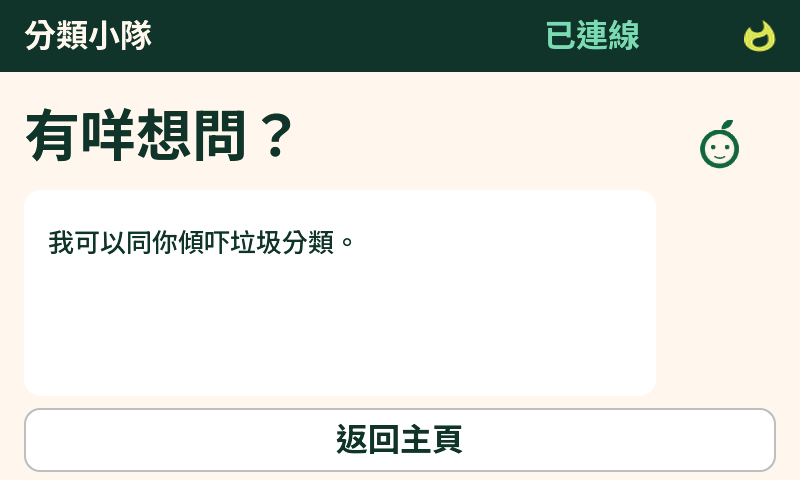 分類小隊
已連線
有咩想問？
我可以同你傾吓垃圾分類。
返回主頁